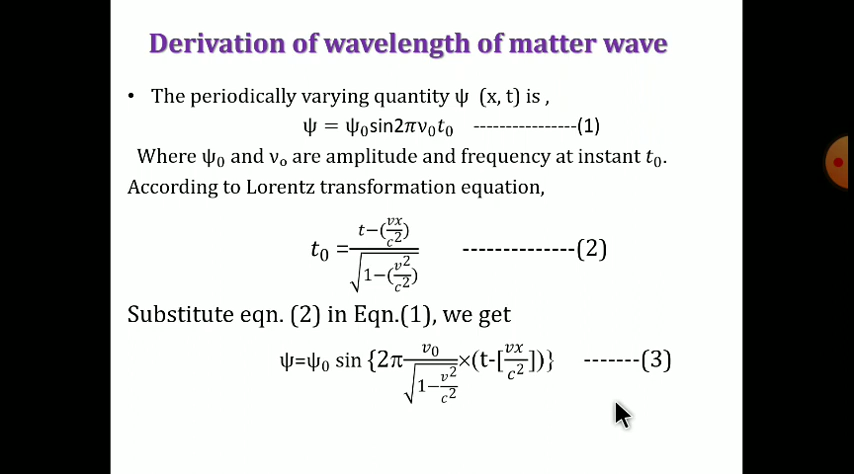 Derivation of wavelength of matter wave
• The periodically varying quantity ψ (x, t) is ,
ψ = ψ₀sin2πν₀t₀ ----------------(1)
Where ψ₀ and νₒ are amplitude and frequency at instant t₀.
According to Lorentz transformation equation,
t₀ = (t−(vx/c²)) / √(1−(v²/c²)) --------------(2)
Substitute eqn. (2) in Eqn.(1), we get
ψ=ψ₀ sin {2π ν₀/√(1−v²/c²) ×(t-[vx/c²])} -------(3)